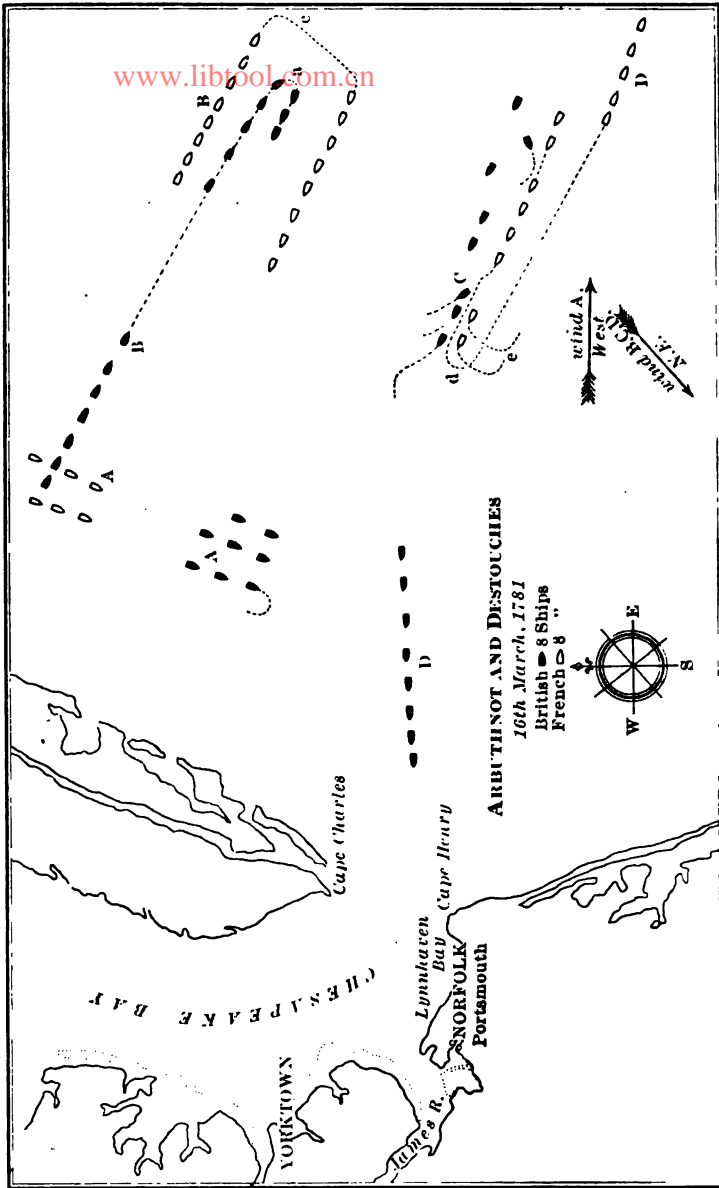 www.libtool.com.cn
c
a
B
B
A
A
D
C
d
e
D
wind A.
West
wind B.C.D.
N.E.
ARBUTHNOT AND DESTOUCHES
16th March, 1781
British 8 Ships
French 8 "
W
E
S
Cape Charles
Cape Henry
Lynnhaven
Bay
NORFOLK
Portsmouth
CHESAPEAKE BAY
YORKTOWN
James R.